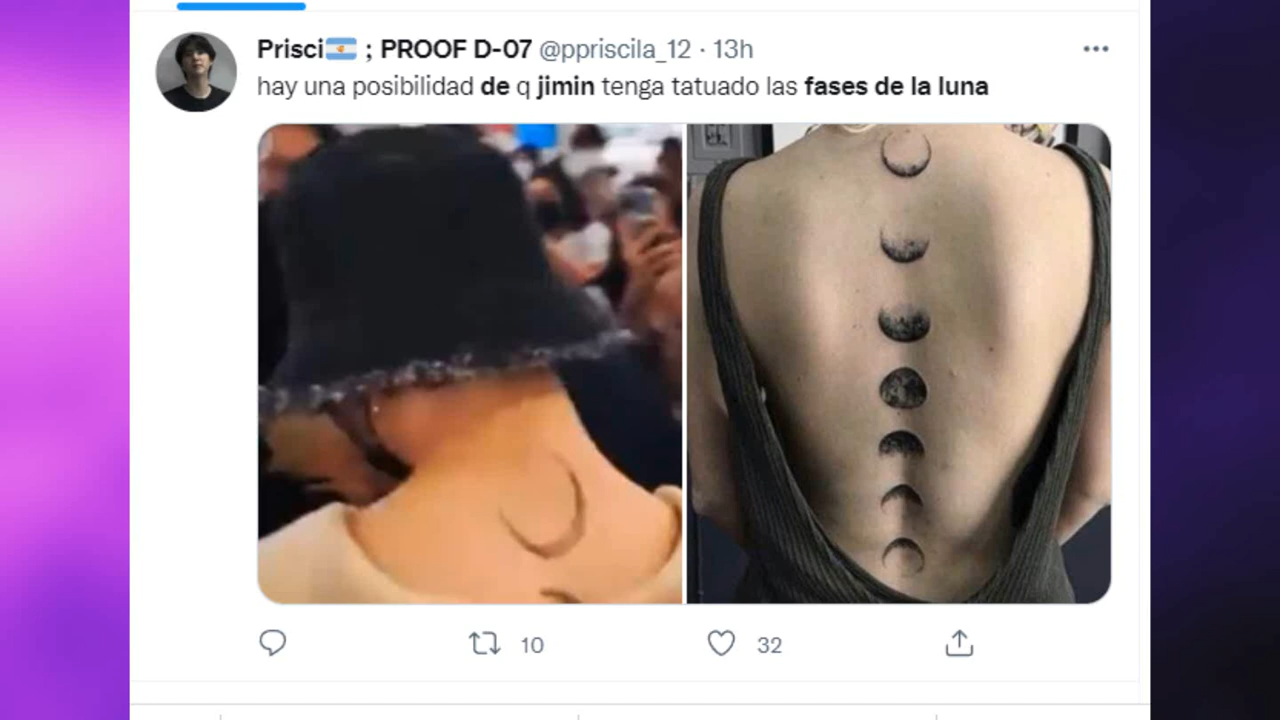 Prisci🇦🇷 ; PROOF D-07 @ppriscila_12 · 13h
hay una posibilidad de q jimin tenga tatuado las fases de la luna
10 32